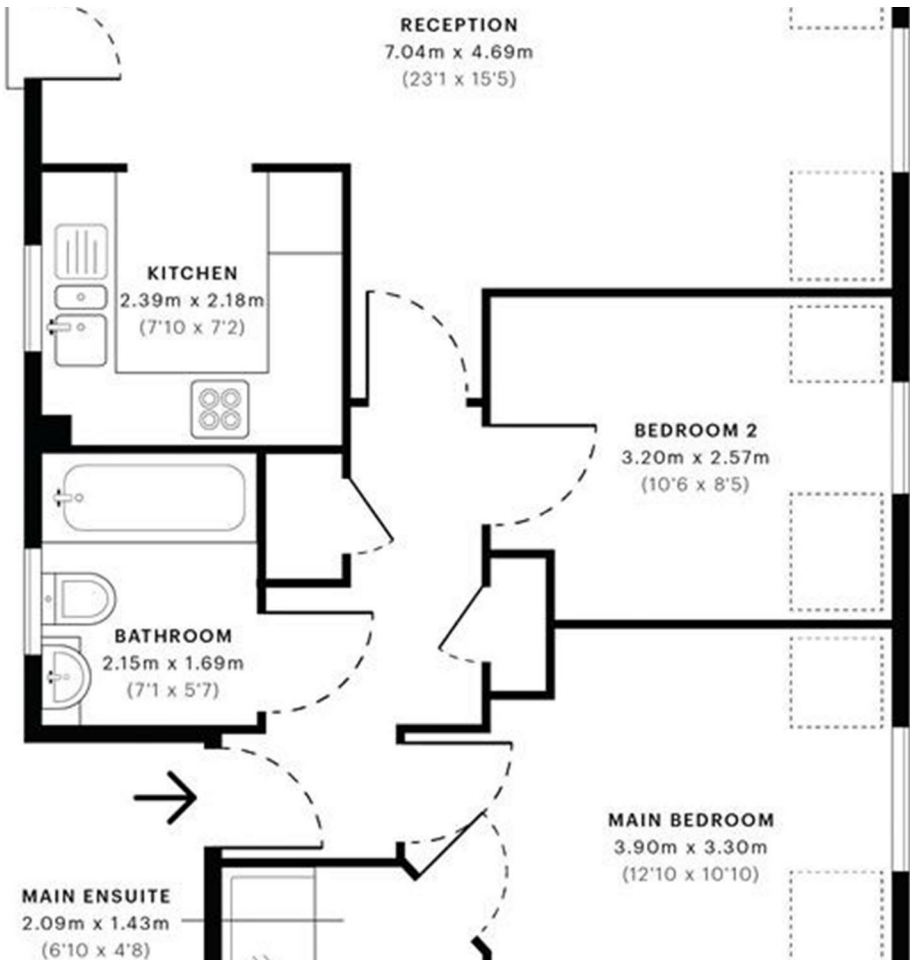 RECEPTION
7.04m x 4.69m
(23'1 x 15'5)
KITCHEN
2.39m x 2.18m
(7'10 x 7'2)
BEDROOM 2
3.20m x 2.57m
(10'6 x 8'5)
BATHROOM
2.15m x 1.69m
(7'1 x 5'7)
MAIN BEDROOM
3.90m x 3.30m
(12'10 x 10'10)
MAIN ENSUITE
2.09m x 1.43m
(6'10 x 4'8)